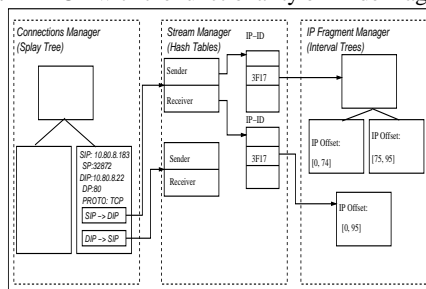 Connections Manager
(Splay Tree)
SIP: 10.80.8.183
SP:32872
DIP:10.80.8.22
DP:80
PROTO: TCP
SIP -> DIP
DIP -> SIP
Stream Manager
(Hash Tables)
IP-ID
Sender
Receiver
3F17
IP-ID
3F17
Sender
Receiver
IP Fragment Manager
(Interval Trees)
IP Offset:
[0, 74]
IP Offset:
[75, 95]
IP Offset:
[0, 95]